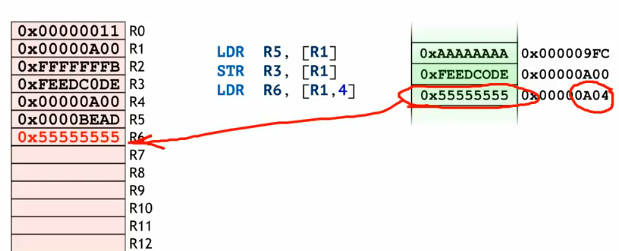 0x00000011 R0
0x00000A00 R1
0xFFFFFFFB R2
0xFEEDC0DE R3
0x00000A00 R4
0x0000BEAD R5
0x55555555 R6
R7
R8
R9
R10
R11
R12
LDR R5, [R1]
STR R3, [R1]
LDR R6, [R1,4]
0xAAAAAAAA 0x000009FC
0xFEEDC0DE 0x00000A00
0x55555555 0x00000A04